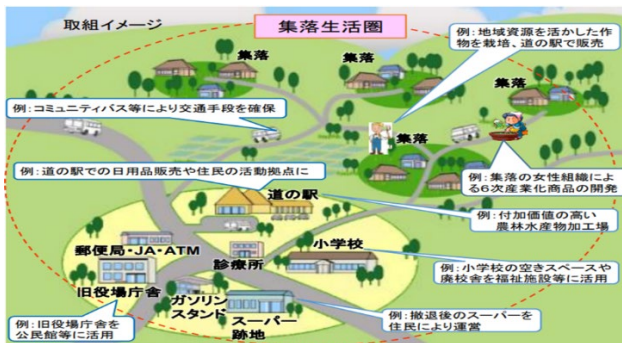 取組イメージ
集落生活圏
例：地域資源を活かした作
物を栽培、道の駅で販売
集落
集落
集落
例：コミュニティバス等により交通手段を確保
集落
例：道の駅での日用品販売や住民の活動拠点に
例：集落の女性組織によ
る6次産業化商品の開発
道の駅
例：付加価値の高い
農林水産物加工場
郵便局・JA・ATM
診療所
小学校
例：小学校の空きスペースや
廃校舎を福祉施設等に活用
旧役場庁舎
ガソリン
スタンド
スーパー
跡地
例：旧役場庁舎を
公民館等に活用
例：撤退後のスーパーを
住民により運営